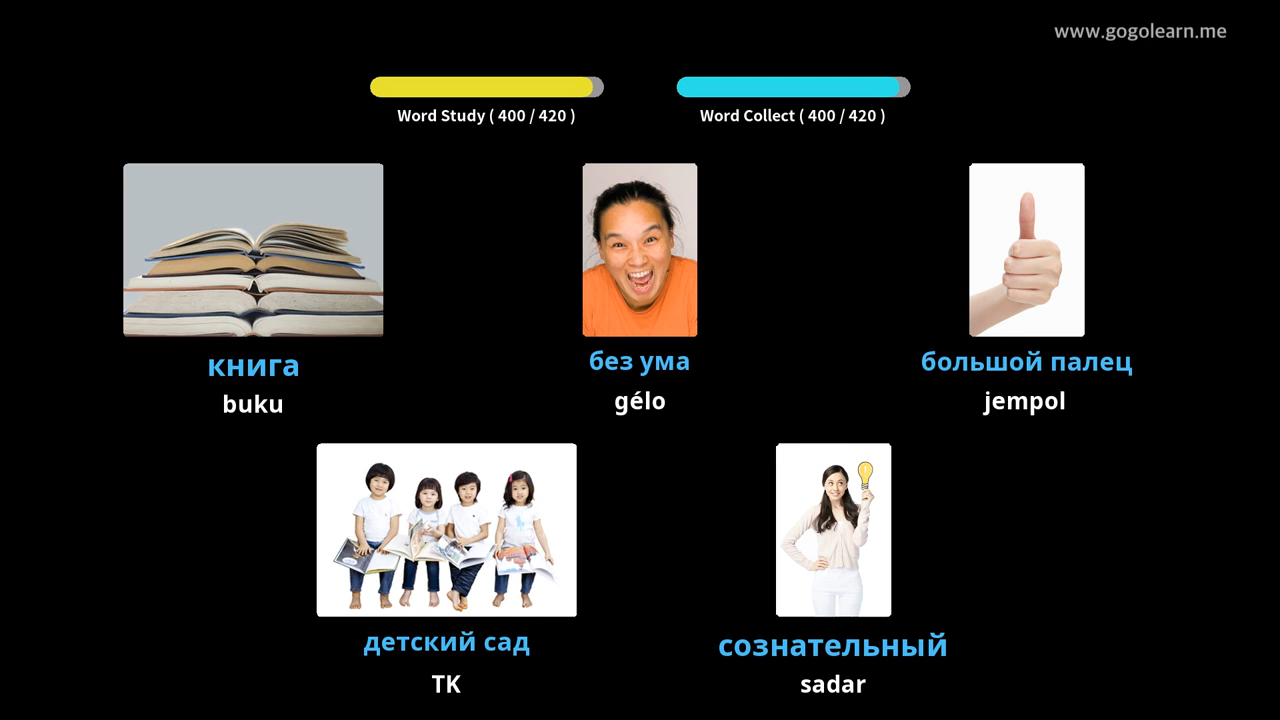 www.gogolearn.me
Word Study ( 400 / 420 )
Word Collect ( 400 / 420 )
книга
buku
без ума
gélo
большой палец
jempol
детский сад
TK
сознательный
sadar